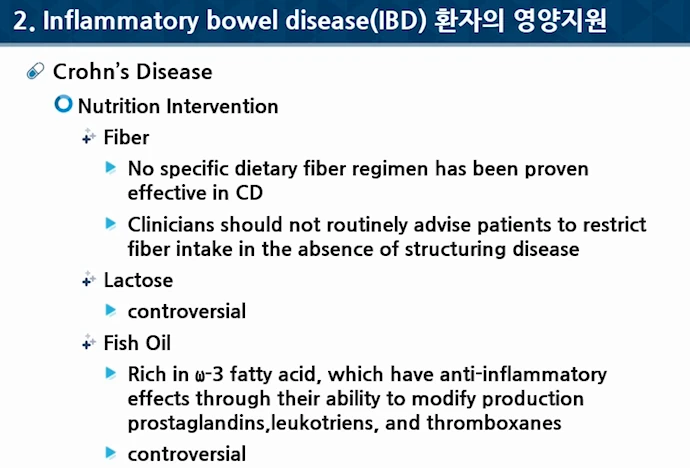 2. Inflammatory bowel disease(IBD) 환자의 영양지원
Crohn's Disease
Nutrition Intervention
Fiber
No specific dietary fiber regimen has been proven
effective in CD
Clinicians should not routinely advise patients to restrict
fiber intake in the absence of structuring disease
Lactose
controversial
Fish Oil
Rich in ω-3 fatty acid, which have anti-inflammatory
effects through their ability to modify production
prostaglandins,leukotriens, and thromboxanes
controversial